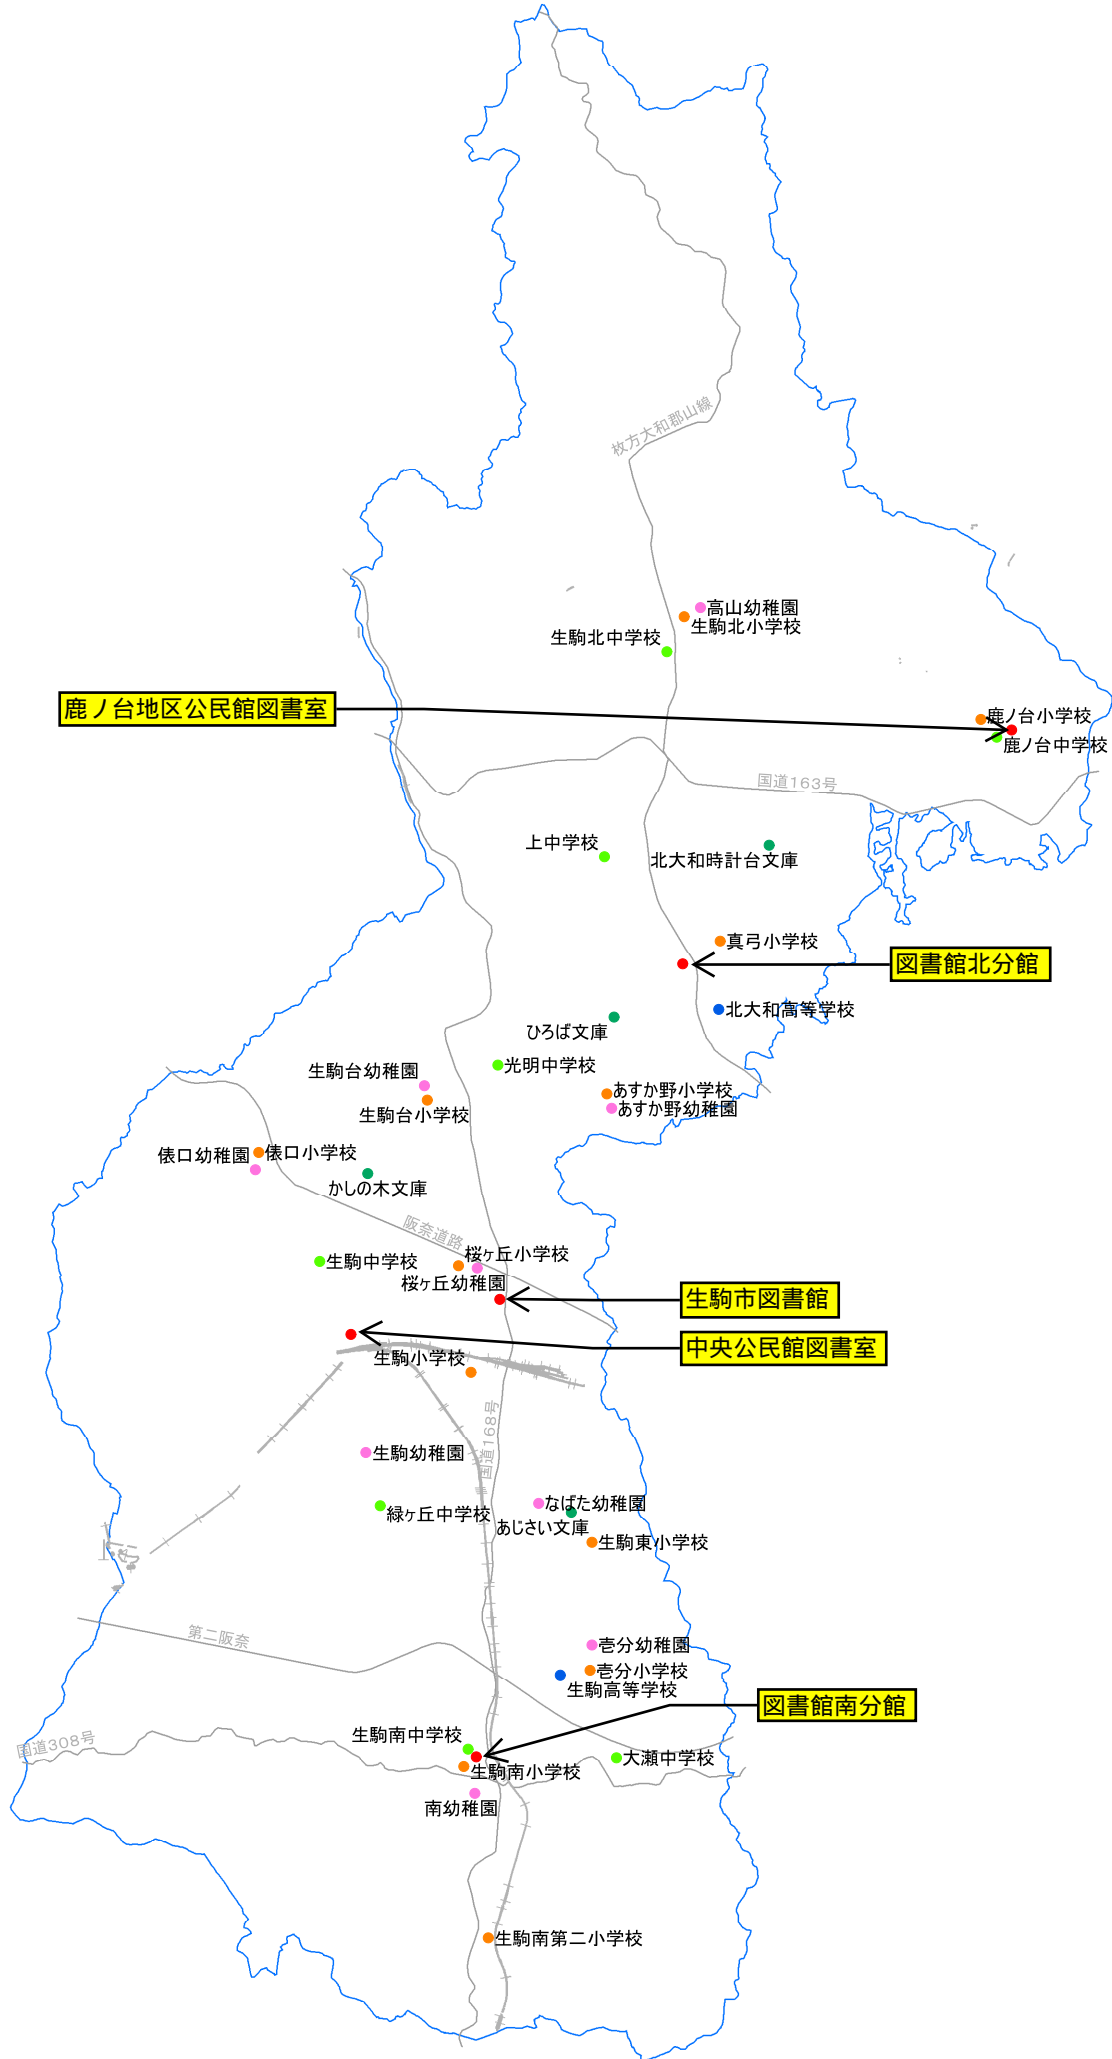 枚方大和郡山線
高山幼稚園
生駒北小学校
生駒北中学校
鹿ノ台地区公民館図書室
鹿ノ台小学校
鹿ノ台中学校
国道163号
上中学校
北大和時計台文庫
真弓小学校
図書館北分館
北大和高等学校
ひろば文庫
光明中学校
生駒台幼稚園
あすか野小学校
あすか野幼稚園
生駒台小学校
俵口幼稚園
俵口小学校
かしの木文庫
阪奈道路
桜ヶ丘小学校
生駒中学校
桜ヶ丘幼稚園
生駒市図書館
中央公民館図書室
生駒小学校
国道168号
生駒幼稚園
緑ヶ丘中学校
なばた幼稚園
あじさい文庫
生駒東小学校
第二阪奈
壱分幼稚園
壱分小学校
生駒高等学校
図書館南分館
生駒南中学校
国道308号
大瀬中学校
生駒南小学校
南幼稚園
生駒南第二小学校